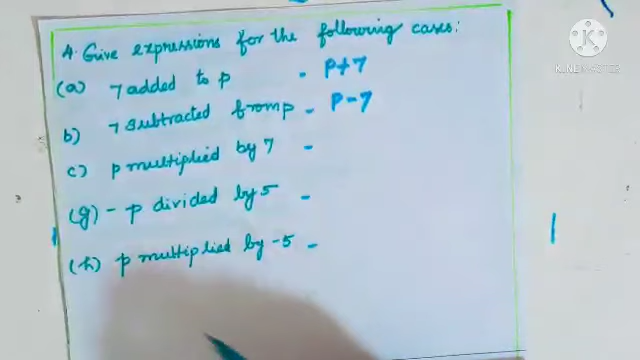 4. Give expressions for the following cases:
(a) 7 added to p - P+7
b) 7 subtracted from p - P-7
c) p multiplied by 7 -
(g) - p divided by 5 -
(h) p multiplied by -5 -
K
KINEMASTER